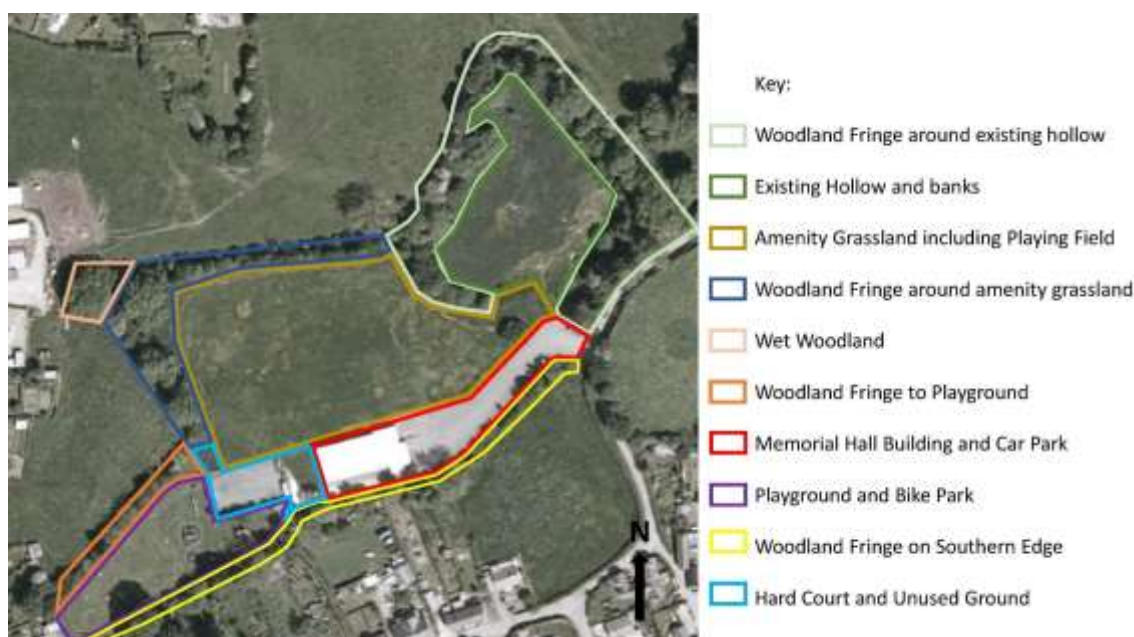 Key:
Woodland Fringe around existing hollow
Existing Hollow and banks
Amenity Grassland including Playing Field
Woodland Fringe around amenity grassland
Wet Woodland
Woodland Fringe to Playground
Memorial Hall Building and Car Park
Playground and Bike Park
Woodland Fringe on Southern Edge
Hard Court and Unused Ground
N